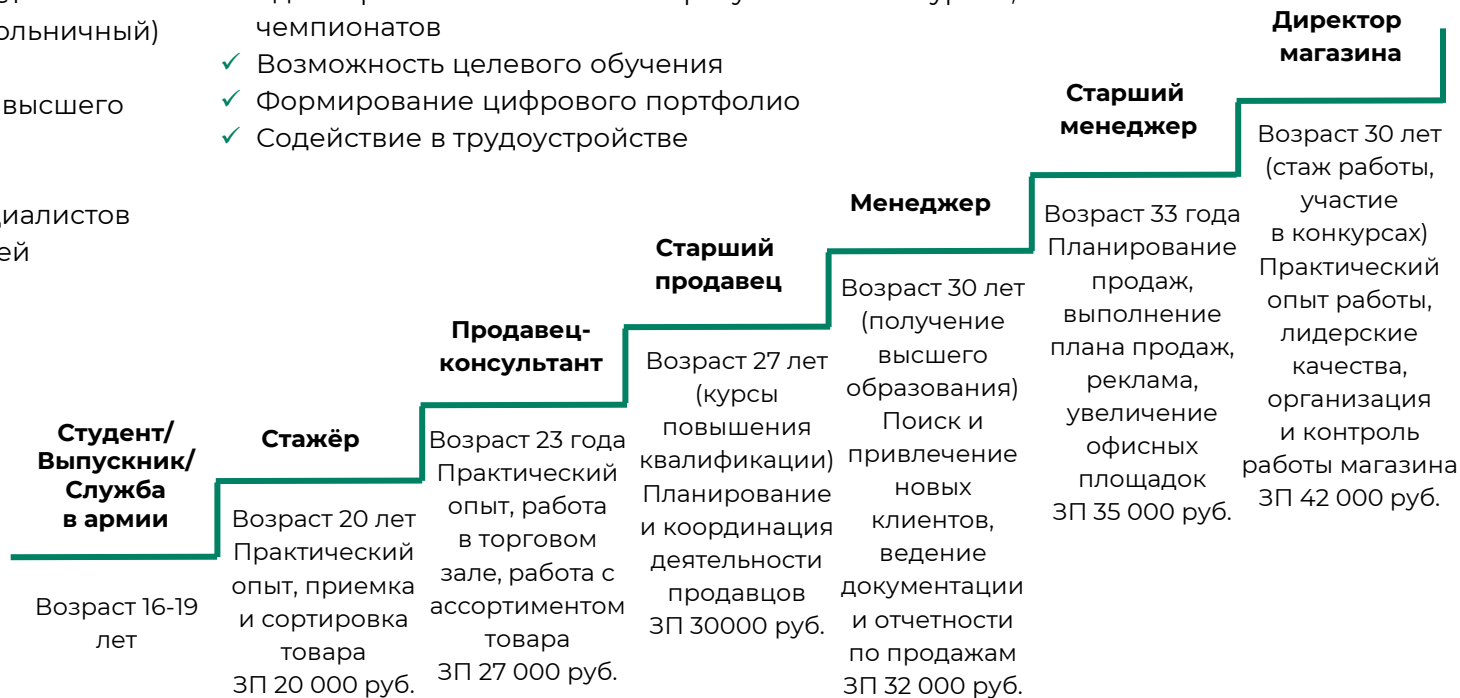 чемпионатов
✓ Возможность целевого обучения
✓ Формирование цифрового портфолио
✓ Содействие в трудоустройстве
высшего
Студент/
Выпускник/
Служба
в армии
Возраст 16-19
лет
Стажёр
Возраст 20 лет
Практический
опыт, приемка
и сортировка
товара
ЗП 20 000 руб.
Продавец-
консультант
Возраст 23 года
Практический
опыт, работа
в торговом
зале, работа с
ассортиментом
товара
ЗП 27 000 руб.
Старший
продавец
Возраст 27 лет
(курсы
повышения
квалификации)
Планирование
и координация
деятельности
продавцов
ЗП 30000 руб.
Менеджер
Возраст 30 лет
(получение
высшего
образования)
Поиск и
привлечение
новых
клиентов,
ведение
документации
и отчетности
по продажам
ЗП 32 000 руб.
Старший
менеджер
Возраст 33 года
Планирование
продаж,
выполнение
плана продаж,
реклама,
увеличение
офисных
площадок
ЗП 35 000 руб.
Директор
магазина
Возраст 30 лет
(стаж работы,
участие
в конкурсах)
Практический
опыт работы,
лидерские
качества,
организация
и контроль
работы магазина
ЗП 42 000 руб.